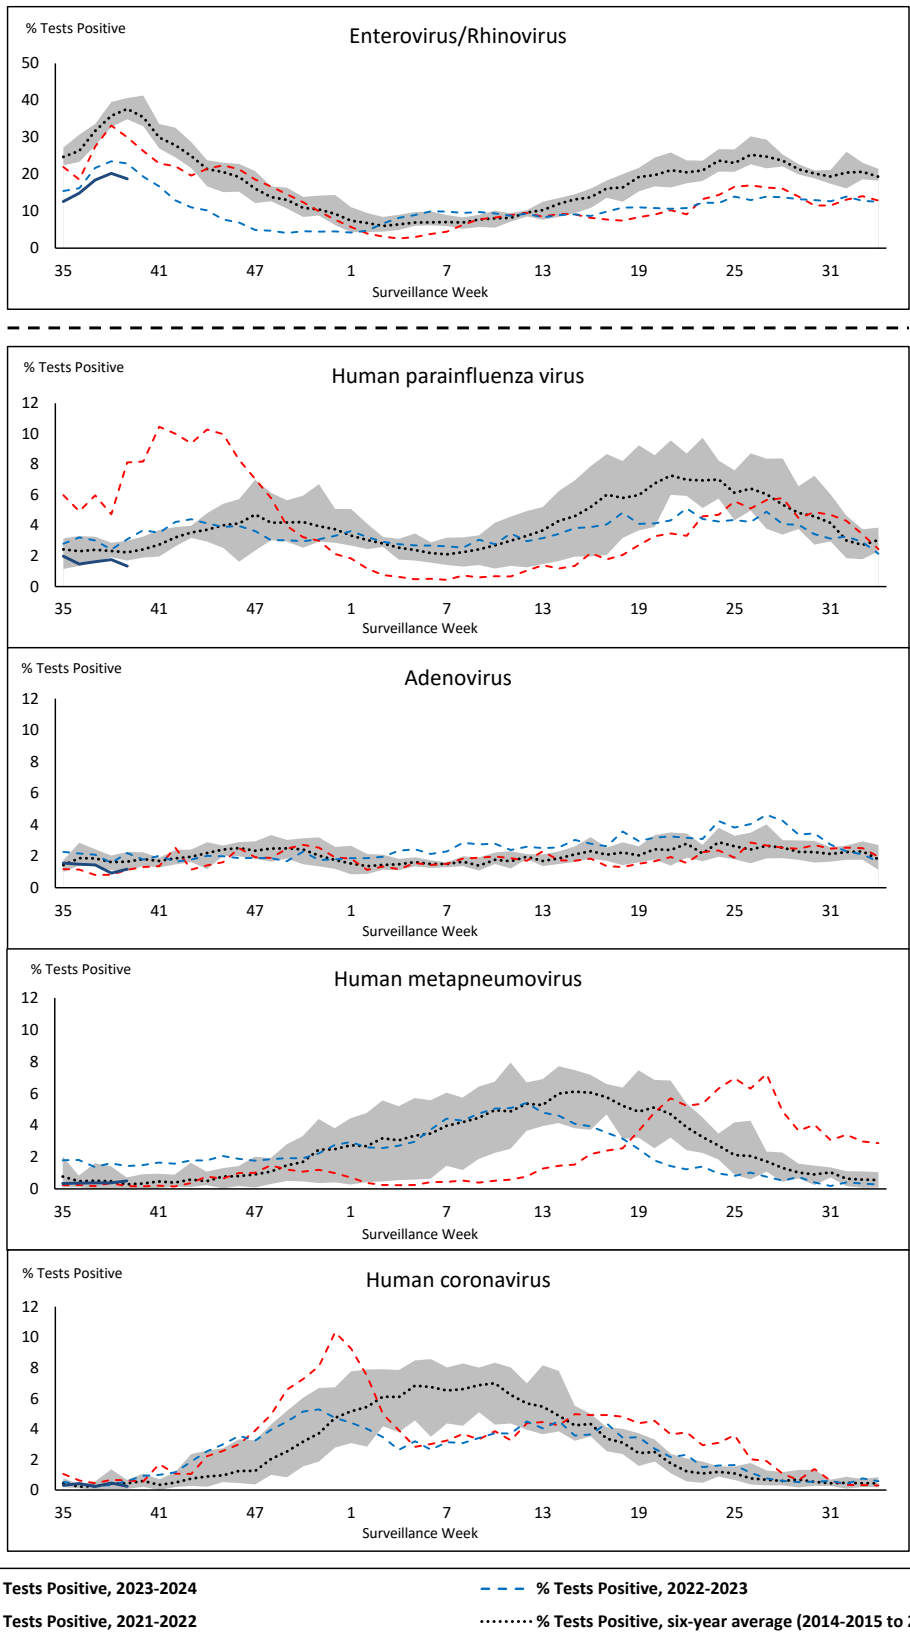 % Tests Positive
Enterovirus/Rhinovirus
50
40
30
20
10
0
35 41 47 1 7 13 19 25 31
Surveillance Week
% Tests Positive
Human parainfluenza virus
12
10
8
6
4
2
0
35 41 47 1 7 13 19 25 31
Surveillance Week
% Tests Positive
Adenovirus
12
10
8
6
4
2
0
35 41 47 1 7 13 19 25 31
Surveillance Week
% Tests Positive
Human metapneumovirus
12
10
8
6
4
2
0
35 41 47 1 7 13 19 25 31
Surveillance Week
% Tests Positive
Human coronavirus
12
10
8
6
4
2
0
35 41 47 1 7 13 19 25 31
Surveillance Week
Tests Positive, 2023-2024 % Tests Positive, 2022-2023
Tests Positive, 2021-2022 % Tests Positive, six-year average (2014-2015 to